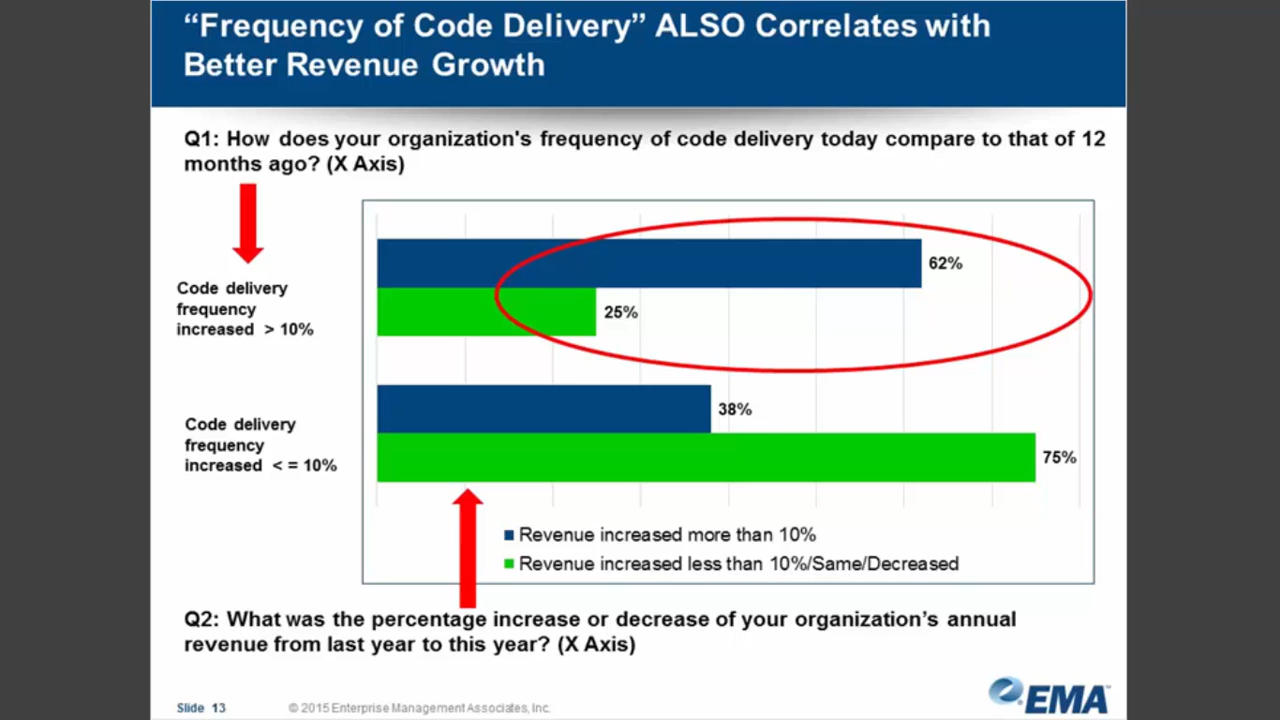 “Frequency of Code Delivery” ALSO Correlates with
Better Revenue Growth
Q1: How does your organization's frequency of code delivery today compare to that of 12
months ago? (X Axis)
Code delivery
frequency
increased > 10%
62%
25%
Code delivery
frequency
increased < = 10%
38%
75%
Revenue increased more than 10%
Revenue increased less than 10%/Same/Decreased
Q2: What was the percentage increase or decrease of your organization’s annual
revenue from last year to this year? (X Axis)
Slide 13
© 2015 Enterprise Management Associates, Inc.
EMA